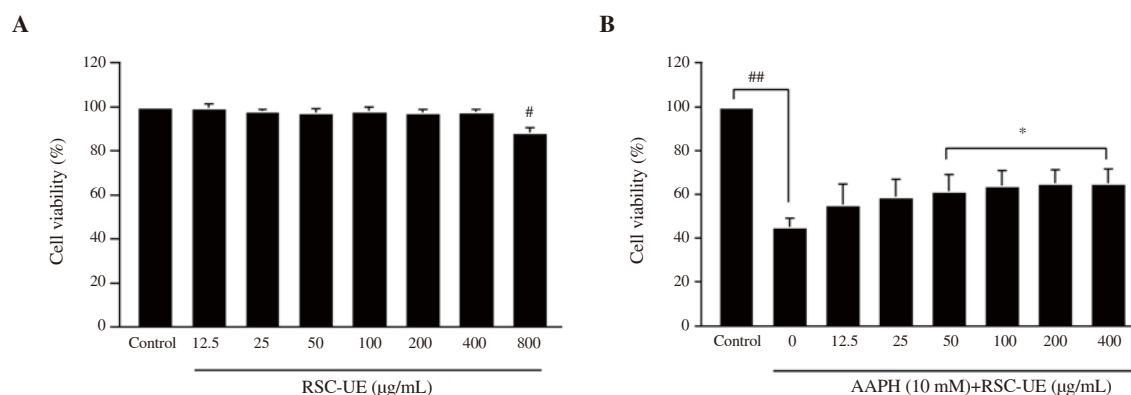 A
Cell viability (%)
120
100
80
60
40
20
0
#
Control 12.5 25 50 100 200 400 800
RSC-UE (µg/mL)
B
Cell viability (%)
120
100
80
60
40
20
0
##
*
Control 0 12.5 25 50 100 200 400
AAPH (10 mM)+RSC-UE (µg/mL)